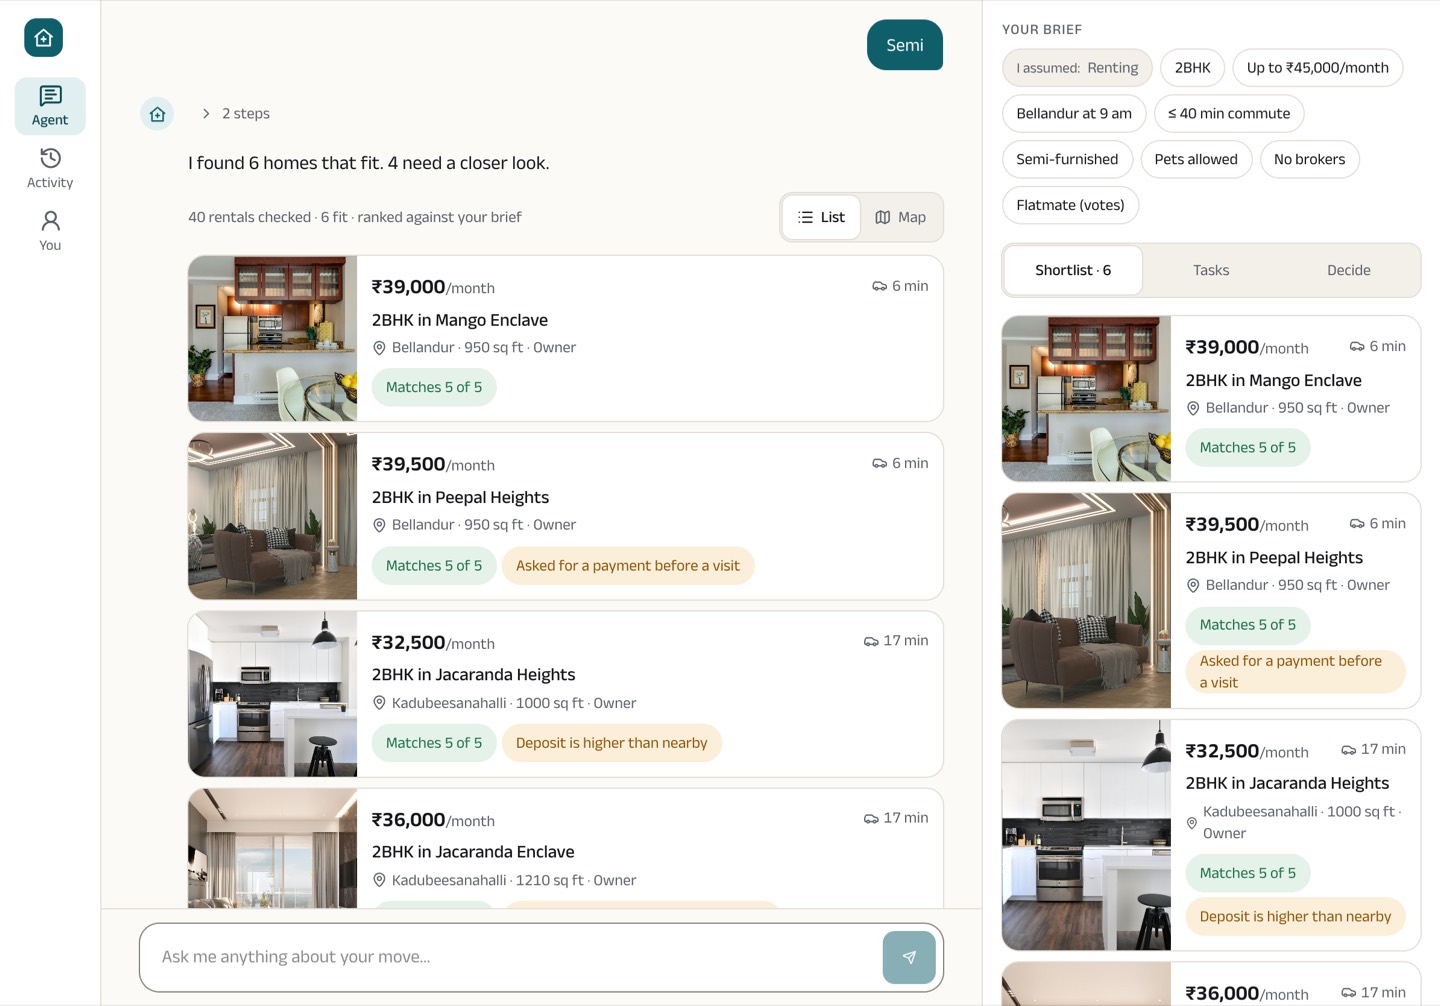 Semi
Agent
Activity
You
2 steps
I found 6 homes that fit. 4 need a closer look.
40 rentals checked · 6 fit · ranked against your brief
List
Map
₹39,000/month
6 min
2BHK in Mango Enclave
Bellandur · 950 sq ft · Owner
Matches 5 of 5
₹39,500/month
6 min
2BHK in Peepal Heights
Bellandur · 950 sq ft · Owner
Matches 5 of 5
Asked for a payment before a visit
₹32,500/month
17 min
2BHK in Jacaranda Heights
Kadubeesanahalli · 1000 sq ft · Owner
Matches 5 of 5
Deposit is higher than nearby
₹36,000/month
17 min
2BHK in Jacaranda Enclave
Kadubeesanahalli · 1210 sq ft · Owner
Ask me anything about your move...
YOUR BRIEF
I assumed: Renting
2BHK
Up to ₹45,000/month
Bellandur at 9 am
≤ 40 min commute
Semi-furnished
Pets allowed
No brokers
Flatmate (votes)
Shortlist · 6
Tasks
Decide
₹39,000/month
6 min
2BHK in Mango Enclave
Bellandur · 950 sq ft · Owner
Matches 5 of 5
₹39,500/month
6 min
2BHK in Peepal Heights
Bellandur · 950 sq ft · Owner
Matches 5 of 5
Asked for a payment before
a visit
₹32,500/month
17 min
2BHK in Jacaranda Heights
Kadubeesanahalli · 1000 sq ft ·
Owner
Matches 5 of 5
Deposit is higher than nearby
₹36,000/month
17 min